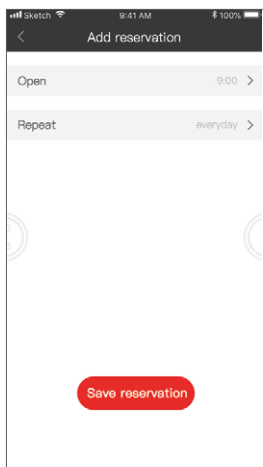 Sketch 9:41 AM 100%
Add reservation
Open 9:00
Repeat everyday
Save reservation